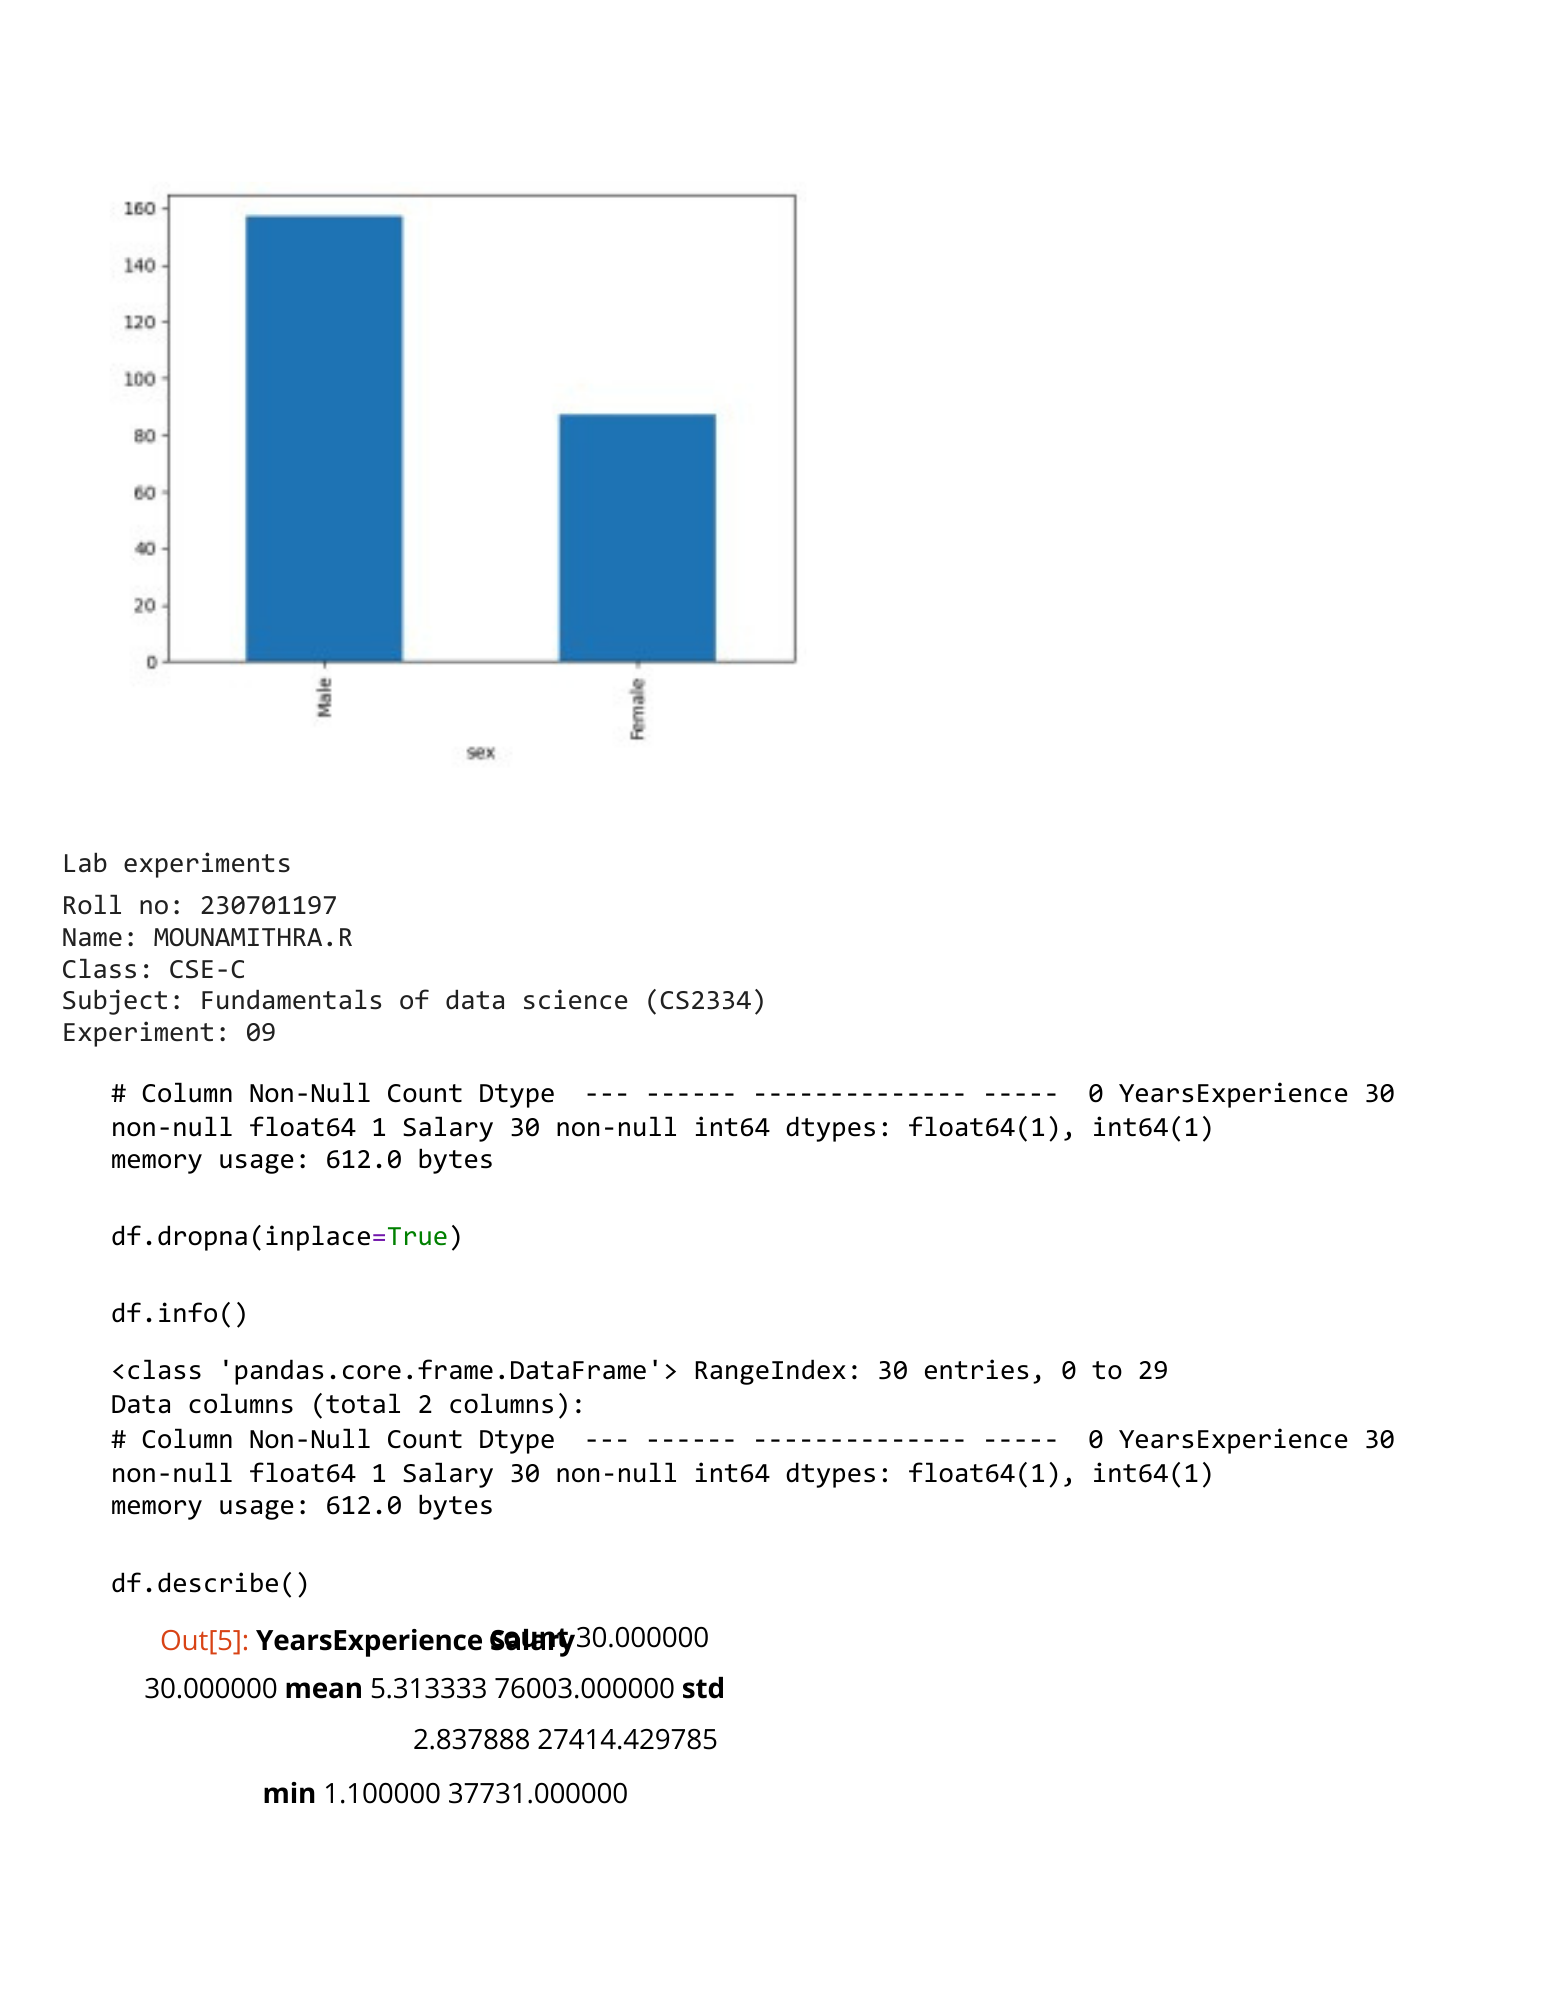 160
140
120
100
80
60
40
20
0
Male
Female
sex
Lab experiments
Roll no: 230701197
Name: MOUNAMITHRA.R
Class: CSE-C
Subject: Fundamentals of data science (CS2334)
Experiment: 09
# Column Non-Null Count Dtype --- ------ -------------- ----- 0 YearsExperience 30
non-null float64 1 Salary 30 non-null int64 dtypes: float64(1), int64(1)
memory usage: 612.0 bytes
df.dropna(inplace=True)
df.info()
<class 'pandas.core.frame.DataFrame'> RangeIndex: 30 entries, 0 to 29
Data columns (total 2 columns):
# Column Non-Null Count Dtype --- ------ -------------- ----- 0 YearsExperience 30
non-null float64 1 Salary 30 non-null int64 dtypes: float64(1), int64(1)
memory usage: 612.0 bytes
df.describe()
Out[5]: YearsExperience Salary count 30.000000
30.000000 mean 5.313333 76003.000000 std
2.837888 27414.429785
min 1.100000 37731.000000